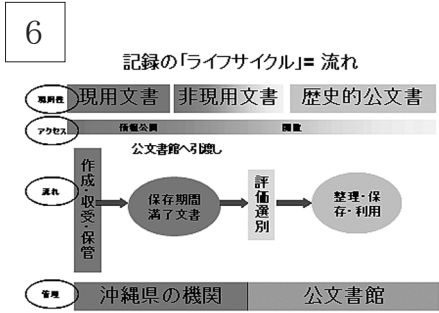 6
記録の「ライフサイクル」= 流れ
現用性 現用文書 非現用文書 歴史的公文書
アクセス 情報公開 閲覧
公文書館へ引渡し
流れ 作成・収受・保管 保存期間満了文書 評価選別 整理・保存・利用
管理 沖縄県の機関 公文書館